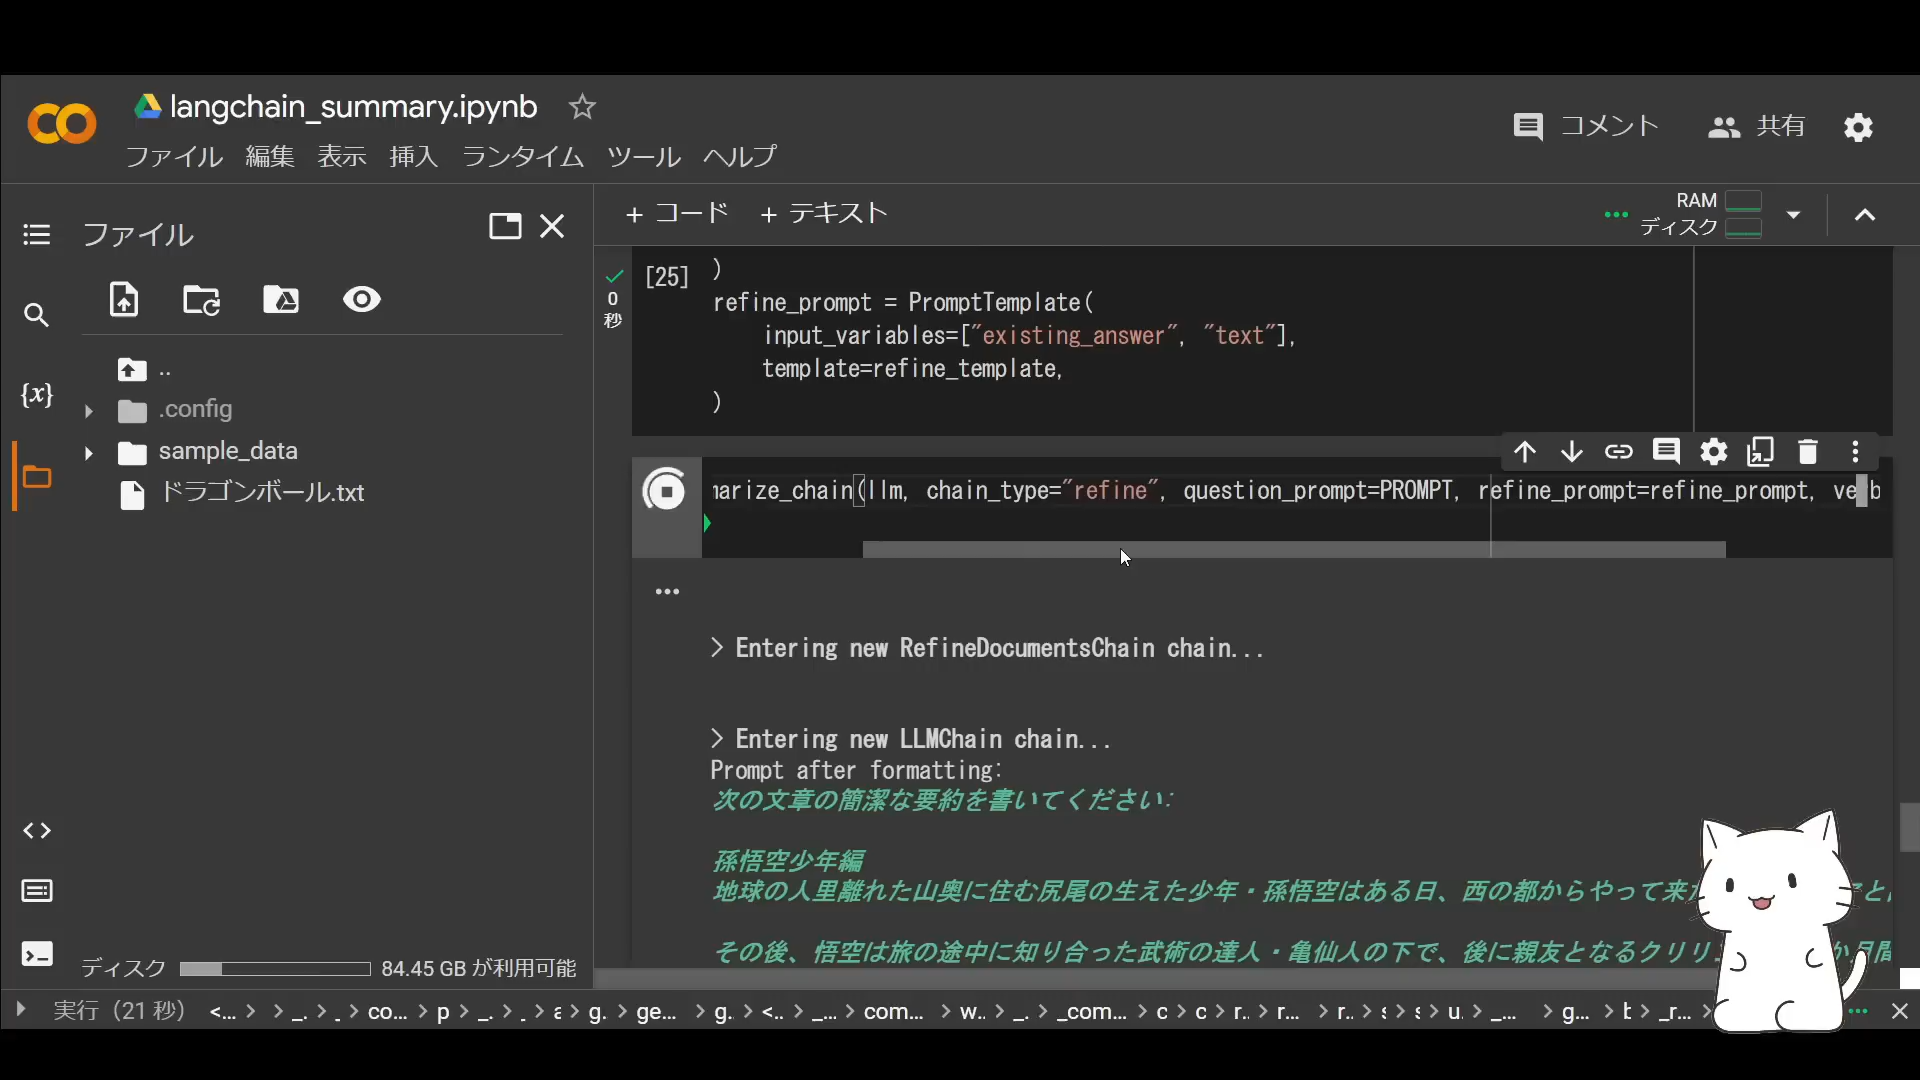 langchain_summary.ipynb
コメント
共有
ファイル 編集 表示 挿入 ランタイム ツール ヘルプ
ファイル
+ コード + テキスト
RAM
ディスク
..
.config
sample_data
ドラゴンボール.txt
0
秒
[25]
)
refine_prompt = PromptTemplate(
input_variables=["existing_answer", "text"],
template=refine_template,
)
marize_chain(llm, chain_type="refine", question_prompt=PROMPT, refine_prompt=refine_prompt, verb
> Entering new RefineDocumentsChain chain...
> Entering new LLMChain chain...
Prompt after formatting:
次の文章の簡潔な要約を書いてください:
孫悟空少年編
地球の人里離れた山奥に住む尻尾の生えた少年・孫悟空はある日、西の都からやって来
その後、悟空は旅の途中に知り合った武術の達人・亀仙人の下で、後に親友となるクリリ
か月間
{x}
ディスク
84.45 GB が利用可能
実行 (21 秒) <... > > _. > _ > co... > p > _. > _ > a > g. > ge... > g. > <.. > _... > com... > w.. > _. > _com... > c > c > r.. > r... > r.. > s > s > u. > _... > g... > b > _r... >